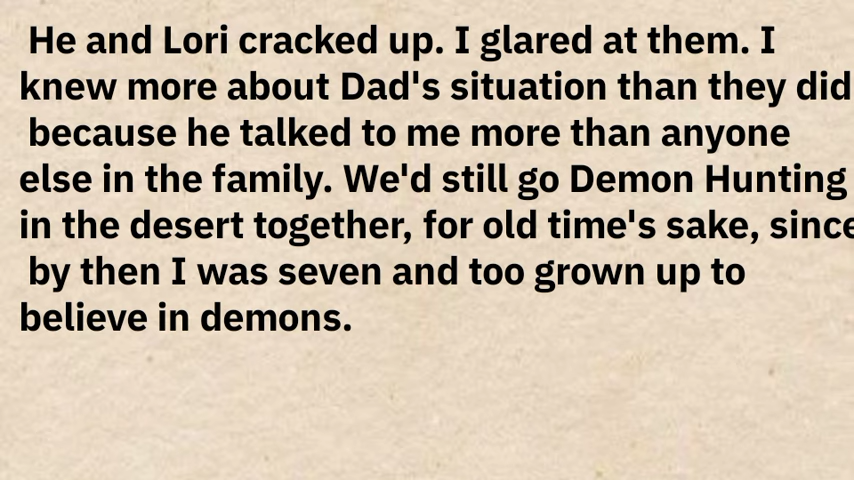 He and Lori cracked up. I glared at them. I
knew more about Dad's situation than they did
because he talked to me more than anyone
else in the family. We'd still go Demon Hunting
in the desert together, for old time's sake, since
by then I was seven and too grown up to
believe in demons.